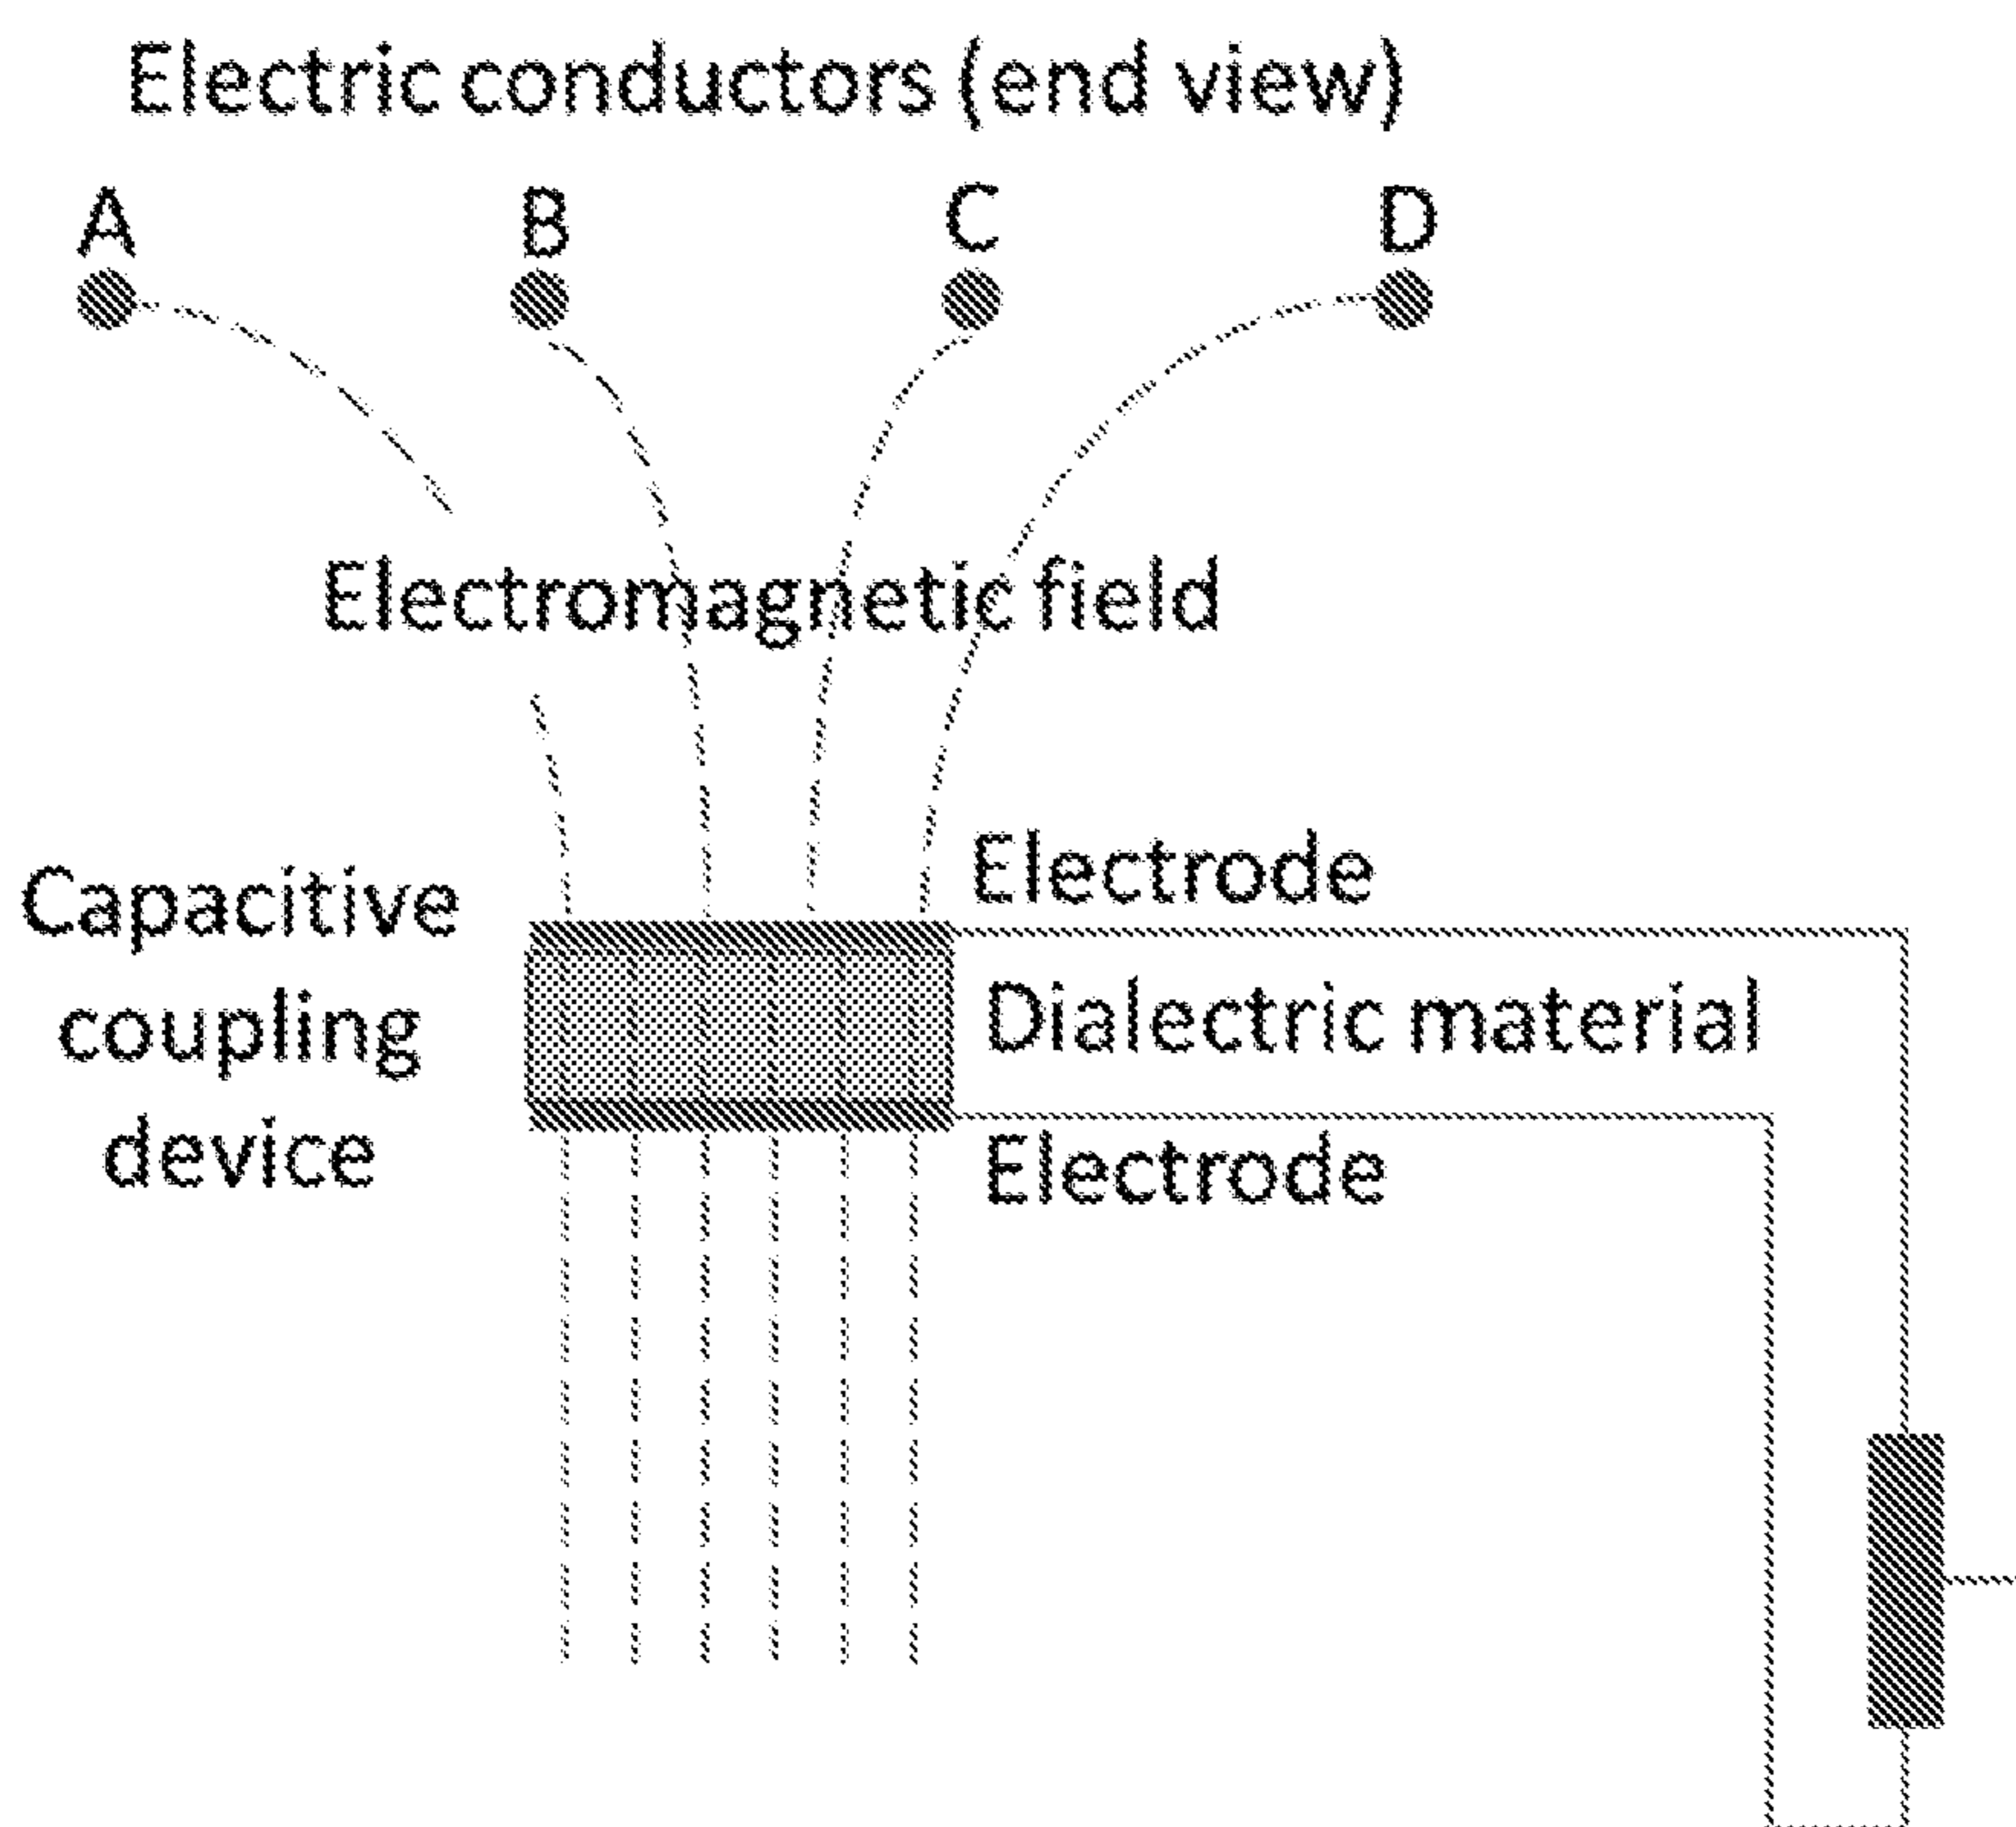 Electric conductors (end view)
A B C D
Electromagnetic field
Capacitive
coupling
device
Electrode
Dialectric material
Electrode